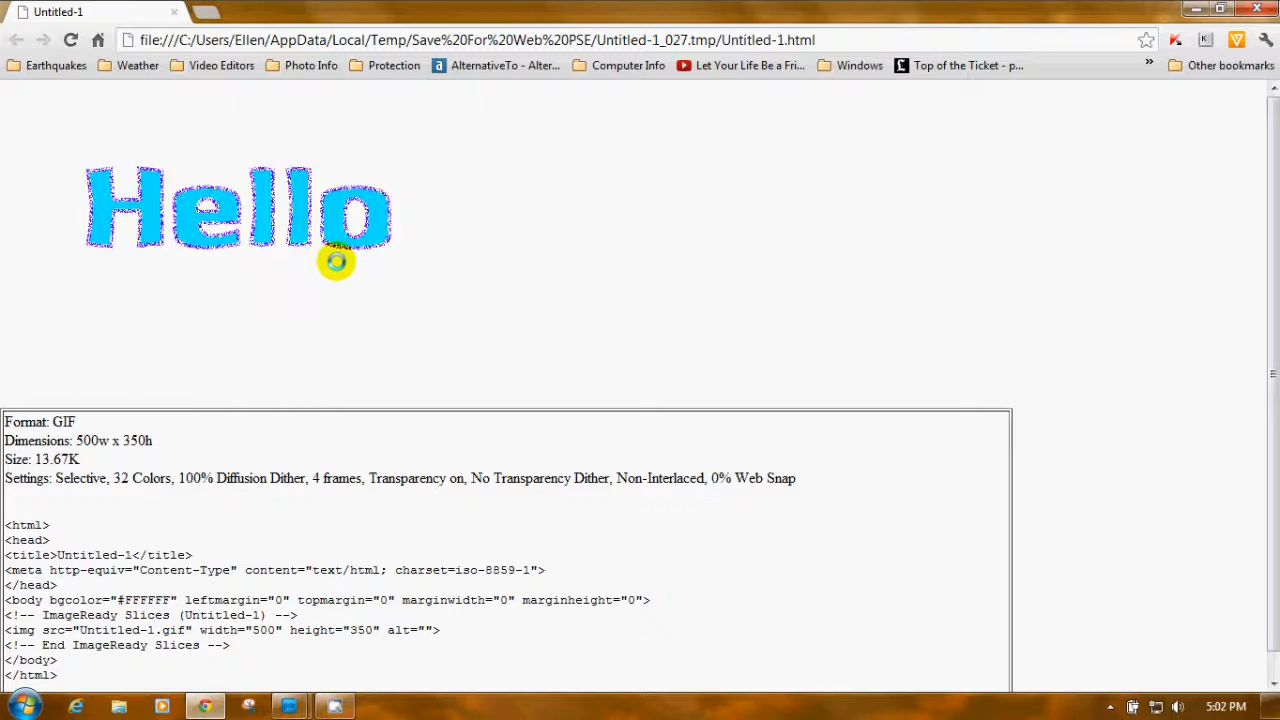 Untitled-1
file:///C:/Users/Ellen/AppData/Local/Temp/Save%20For%20Web%20PSE/Untitled-1_027.tmp/Untitled-1.html
Earthquakes Weather Video Editors Photo Info Protection AlternativeTo - Alter... Computer Info Let Your Life Be a Fri... Windows Top of the Ticket - p... » Other bookmarks
Hello
Format: GIF
Dimensions: 500w x 350h
Size: 13.67K
Settings: Selective, 32 Colors, 100% Diffusion Dither, 4 frames, Transparency on, No Transparency Dither, Non-Interlaced, 0% Web Snap
<html>
<head>
<title>Untitled-1</title>
<meta http-equiv="Content-Type" content="text/html; charset=iso-8859-1">
</head>
<body bgcolor="#FFFFFF" leftmargin="0" topmargin="0" marginwidth="0" marginheight="0">
<!-- ImageReady Slices (Untitled-1) -->
<img src="Untitled-1.gif" width="500" height="350" alt="">
<!-- End ImageReady Slices -->
</body>
</html>
5:02 PM